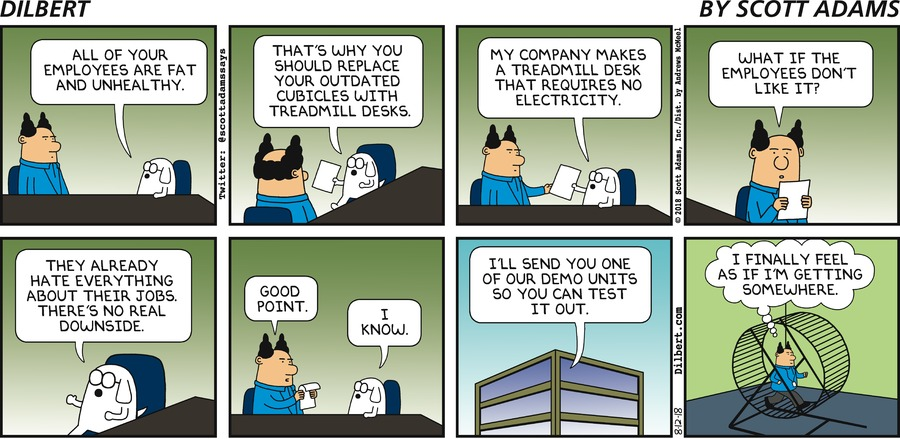 DILBERT
BY SCOTT ADAMS
ALL OF YOUR
EMPLOYEES ARE FAT
AND UNHEALTHY.
Twitter: @scottadamssays
THAT'S WHY YOU
SHOULD REPLACE
YOUR OUTDATED
CUBICLES WITH
TREADMILL DESKS.
MY COMPANY MAKES
A TREADMILL DESK
THAT REQUIRES NO
ELECTRICITY.
© 2018 Scott Adams, Inc./Dist. by Andrews McMeel
WHAT IF THE
EMPLOYEES DON'T
LIKE IT?
THEY ALREADY
HATE EVERYTHING
ABOUT THEIR JOBS.
THERE'S NO REAL
DOWNSIDE.
GOOD
POINT.
I
KNOW.
I'LL SEND YOU ONE
OF OUR DEMO UNITS
SO YOU CAN TEST
IT OUT.
8-12-18
Dilbert.com
I FINALLY FEEL
AS IF I'M GETTING
SOMEWHERE.